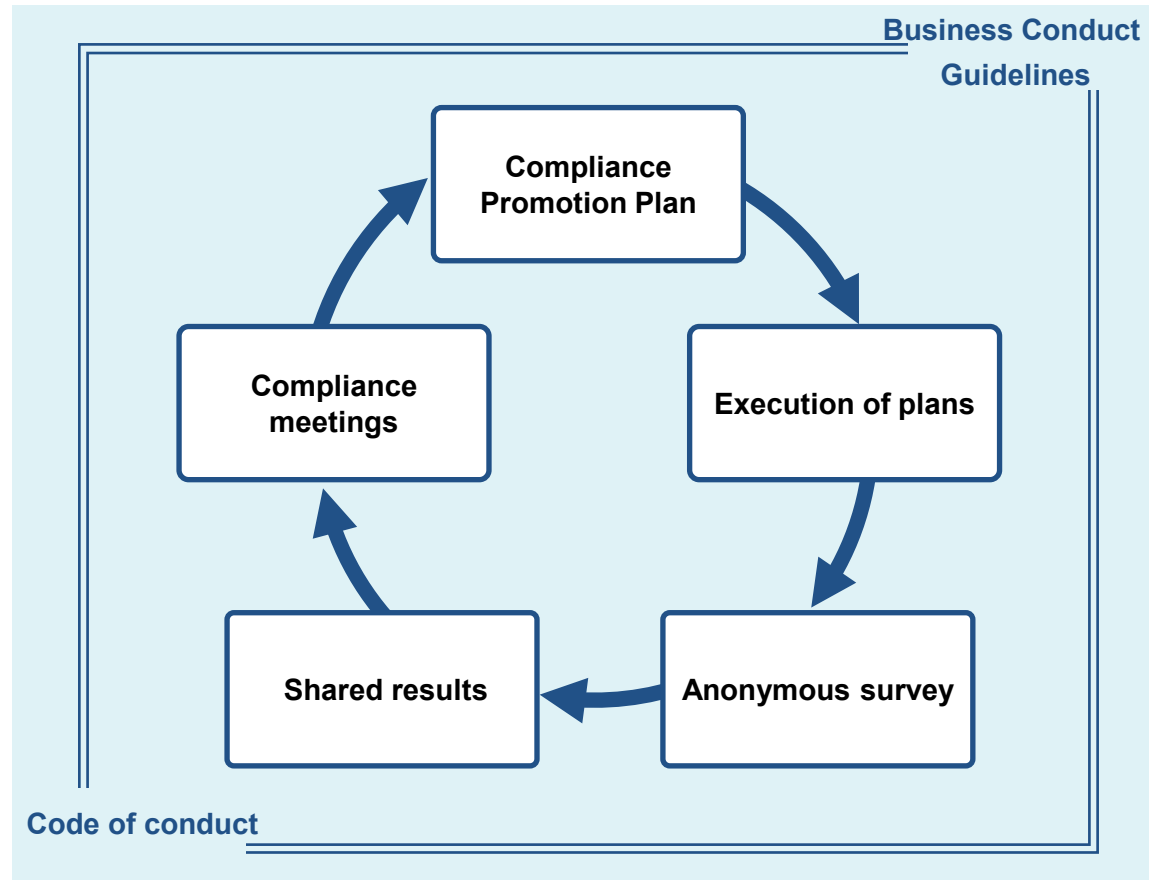 Business Conduct
Guidelines
Compliance
Promotion Plan
Execution of plans
Anonymous survey
Shared results
Compliance
meetings
Code of conduct